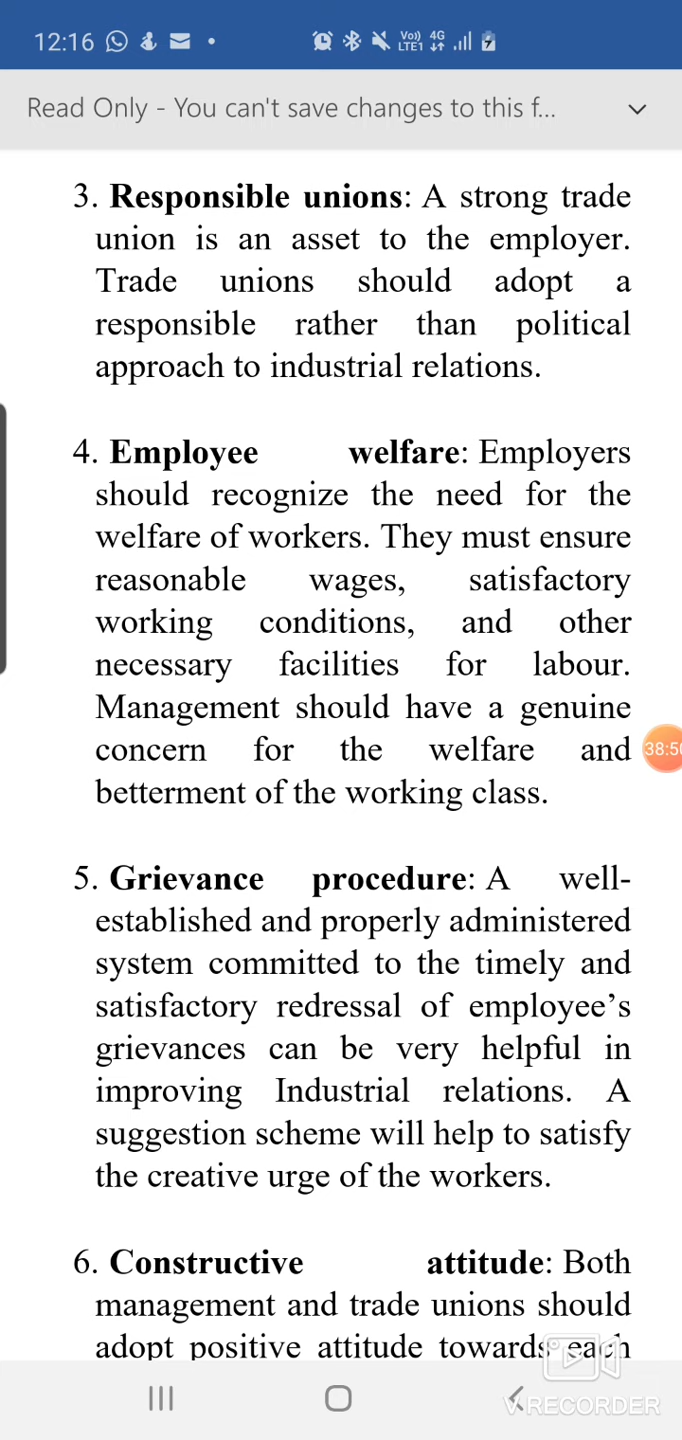 12:16
Vo)) 4G
LTE1
Read Only - You can't save changes to this f...
3. Responsible unions: A strong trade
union is an asset to the employer.
Trade unions should adopt a
responsible rather than political
approach to industrial relations.
4. Employee welfare: Employers
should recognize the need for the
welfare of workers. They must ensure
reasonable wages, satisfactory
working conditions, and other
necessary facilities for labour.
Management should have a genuine
concern for the welfare and
38:50
betterment of the working class.
5. Grievance procedure: A well-
established and properly administered
system committed to the timely and
satisfactory redressal of employee’s
grievances can be very helpful in
improving Industrial relations. A
suggestion scheme will help to satisfy
the creative urge of the workers.
6. Constructive attitude: Both
management and trade unions should
adopt positive attitude towards each
V RECORDER